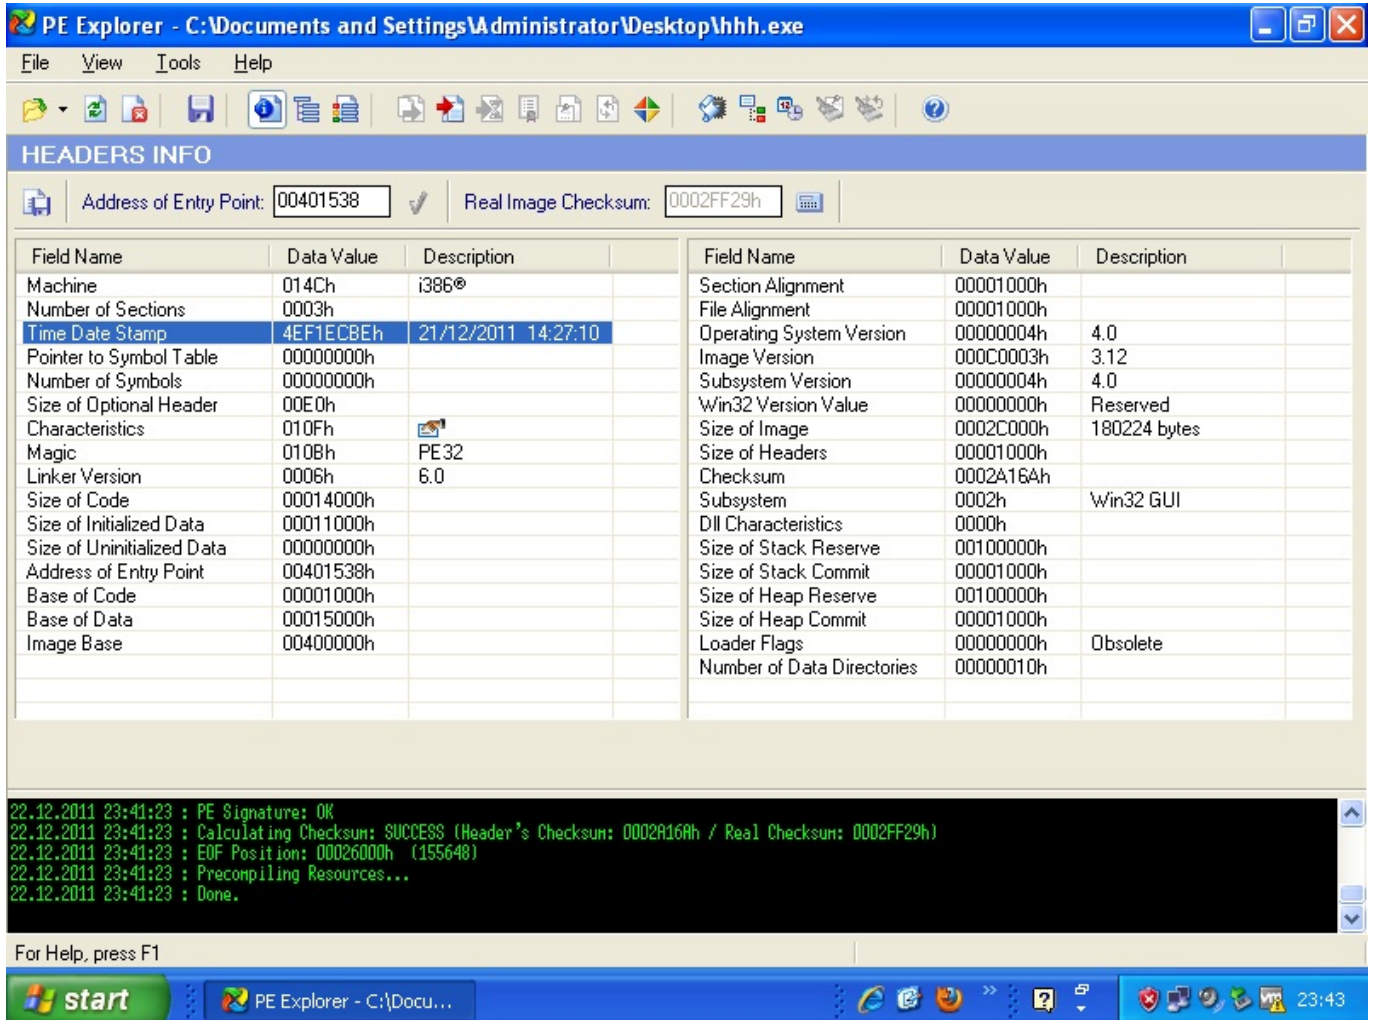 PE Explorer - C:\Documents and Settings\Administrator\Desktop\hhh.exe
File View Tools Help
HEADERS INFO
Address of Entry Point: 00401538 Real Image Checksum: 0002FF29h
Field Name Data Value Description Field Name Data Value Description
Machine 014Ch i386® Section Alignment 00001000h
Number of Sections 0003h File Alignment 00001000h
Time Date Stamp 4EF1ECBEh 21/12/2011 14:27:10 Operating System Version 00000004h 4.0
Pointer to Symbol Table 00000000h Image Version 000C0003h 3.12
Number of Symbols 00000000h Subsystem Version 00000004h 4.0
Size of Optional Header 00E0h Win32 Version Value 00000000h Reserved
Characteristics 010Fh Size of Image 0002C000h 180224 bytes
Magic 010Bh PE32 Size of Headers 00001000h
Linker Version 0006h 6.0 Checksum 0002A16Ah
Size of Code 00014000h Subsystem 0002h Win32 GUI
Size of Initialized Data 00011000h Dll Characteristics 0000h
Size of Uninitialized Data 00000000h Size of Stack Reserve 00100000h
Address of Entry Point 00401538h Size of Stack Commit 00001000h
Base of Code 00001000h Size of Heap Reserve 00100000h
Base of Data 00015000h Size of Heap Commit 00001000h
Image Base 00400000h Loader Flags 00000000h Obsolete
Number of Data Directories 00000010h
22.12.2011 23:41:23 : PE Signature: OK
22.12.2011 23:41:23 : Calculating Checksum: SUCCESS (Header's Checksum: 0002A16Ah / Real Checksum: 0002FF29h)
22.12.2011 23:41:23 : EOF Position: 00026000h (155648)
22.12.2011 23:41:23 : Precompiling Resources...
22.12.2011 23:41:23 : Done.
For Help, press F1
start PE Explorer - C:\Docu... 23:43